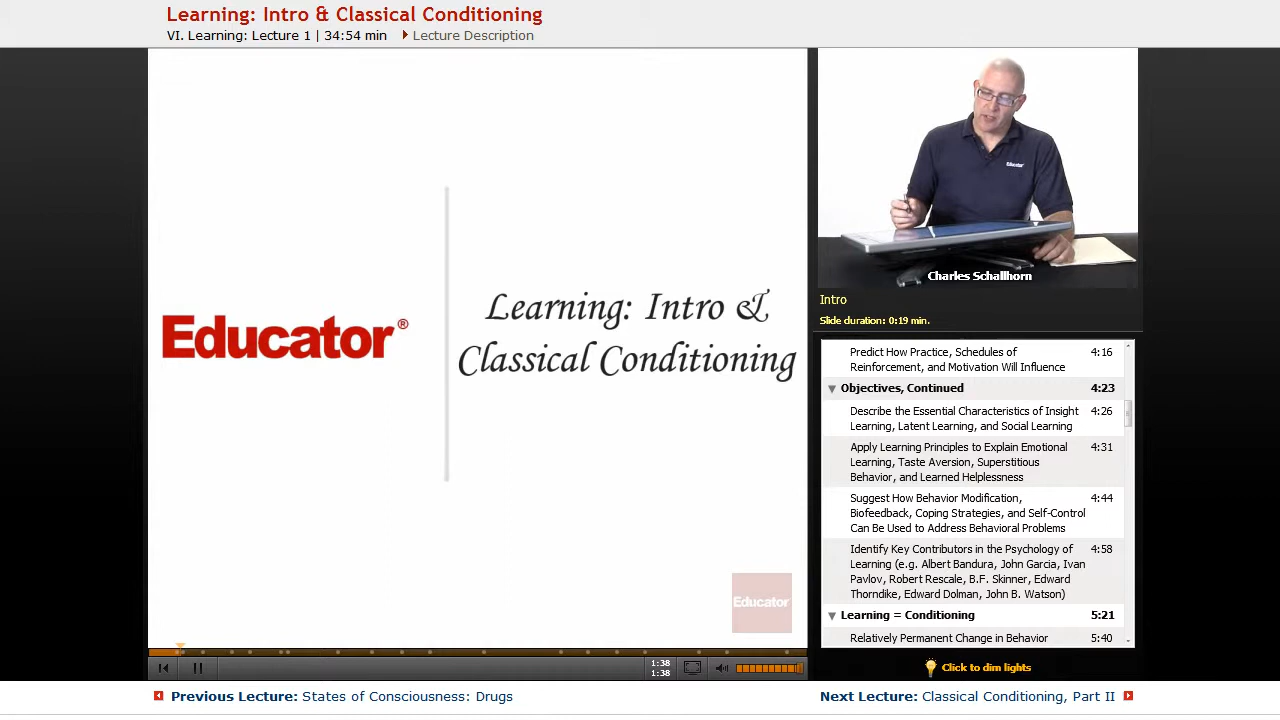 Learning: Intro & Classical Conditioning
VI. Learning: Lecture 1 | 34:54 min
Lecture Description
Educator®
Learning: Intro &
Classical Conditioning
Educator
Educator
Charles Schallhorn
Intro
Slide duration: 0:19 min.
Predict How Practice, Schedules of 4:16
Reinforcement, and Motivation Will Influence
Objectives, Continued 4:23
Describe the Essential Characteristics of Insight 4:26
Learning, Latent Learning, and Social Learning
Apply Learning Principles to Explain Emotional 4:31
Learning, Taste Aversion, Superstitious
Behavior, and Learned Helplessness
Suggest How Behavior Modification, 4:44
Biofeedback, Coping Strategies, and Self-Control
Can Be Used to Address Behavioral Problems
Identify Key Contributors in the Psychology of 4:58
Learning (e.g. Albert Bandura, John Garcia, Ivan
Pavlov, Robert Rescale, B.F. Skinner, Edward
Thorndike, Edward Dolman, John B. Watson)
Learning = Conditioning 5:21
Relatively Permanent Change in Behavior 5:40
1:38
1:38
Click to dim lights
Previous Lecture: States of Consciousness: Drugs
Next Lecture: Classical Conditioning, Part II